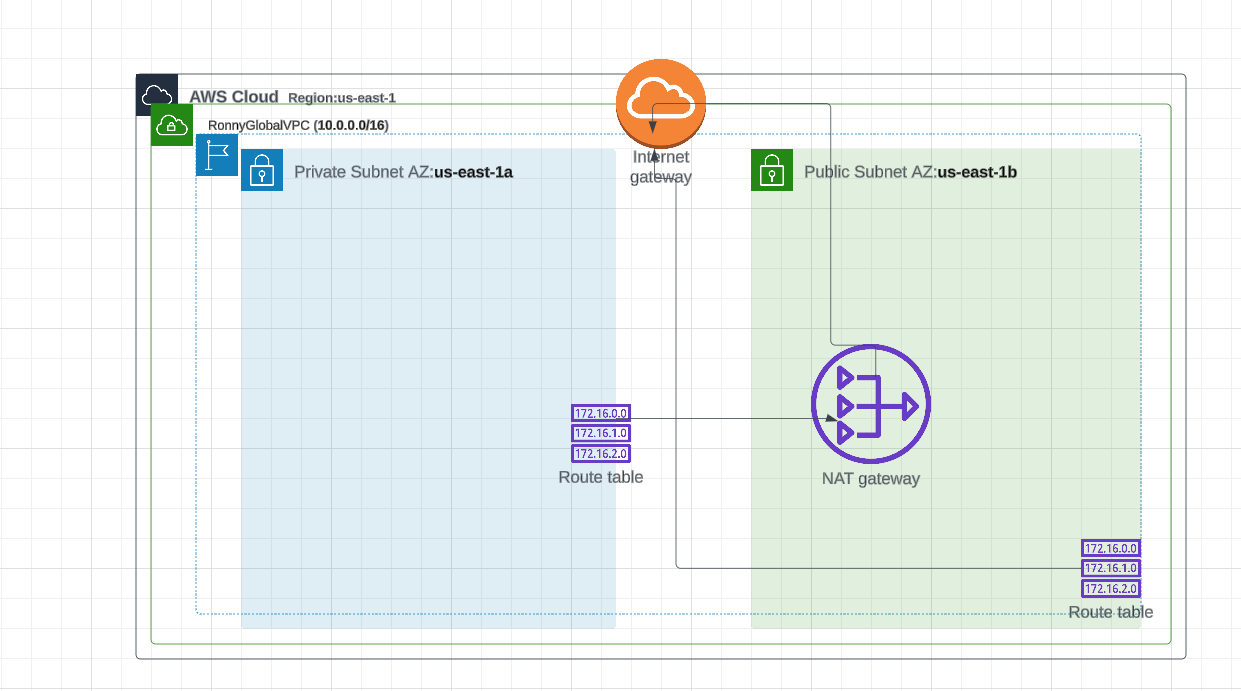 AWS Cloud Region:us-east-1
RonnyGlobalVPC (10.0.0.0/16)
Internet
gateway
Private Subnet AZ:us-east-1a
Public Subnet AZ:us-east-1b
172.16.0.0
172.16.1.0
172.16.2.0
Route table
NAT gateway
172.16.0.0
172.16.1.0
172.16.2.0
Route table